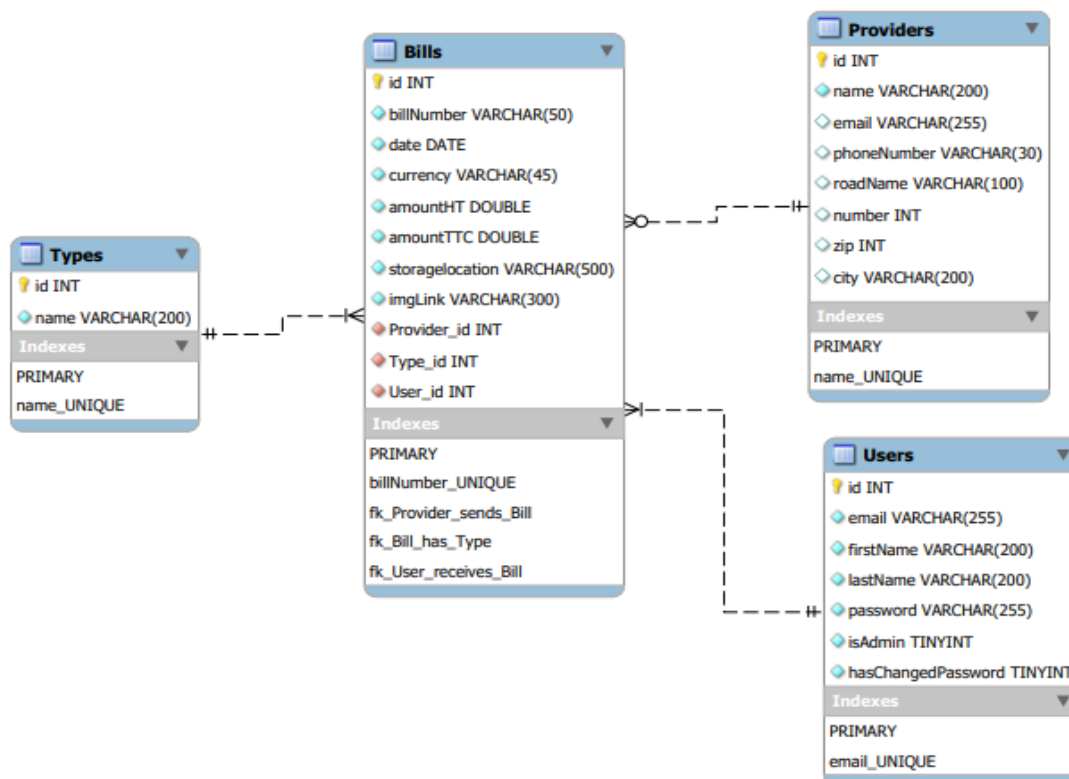 Types
id INT
name VARCHAR(200)
Indexes
PRIMARY
name_UNIQUE
Bills
id INT
billNumber VARCHAR(50)
date DATE
currency VARCHAR(45)
amountHT DOUBLE
amountTTC DOUBLE
storagelocation VARCHAR(500)
imgLink VARCHAR(300)
Provider_id INT
Type_id INT
User_id INT
Indexes
PRIMARY
billNumber_UNIQUE
fk_Provider_sends_Bill
fk_Bill_has_Type
fk_User_receives_Bill
Providers
id INT
name VARCHAR(200)
email VARCHAR(255)
phoneNumber VARCHAR(30)
roadName VARCHAR(100)
number INT
zip INT
city VARCHAR(200)
Indexes
PRIMARY
name_UNIQUE
Users
id INT
email VARCHAR(255)
firstName VARCHAR(200)
lastName VARCHAR(200)
password VARCHAR(255)
isAdmin TINYINT
hasChangedPassword TINYINT
Indexes
PRIMARY
email_UNIQUE